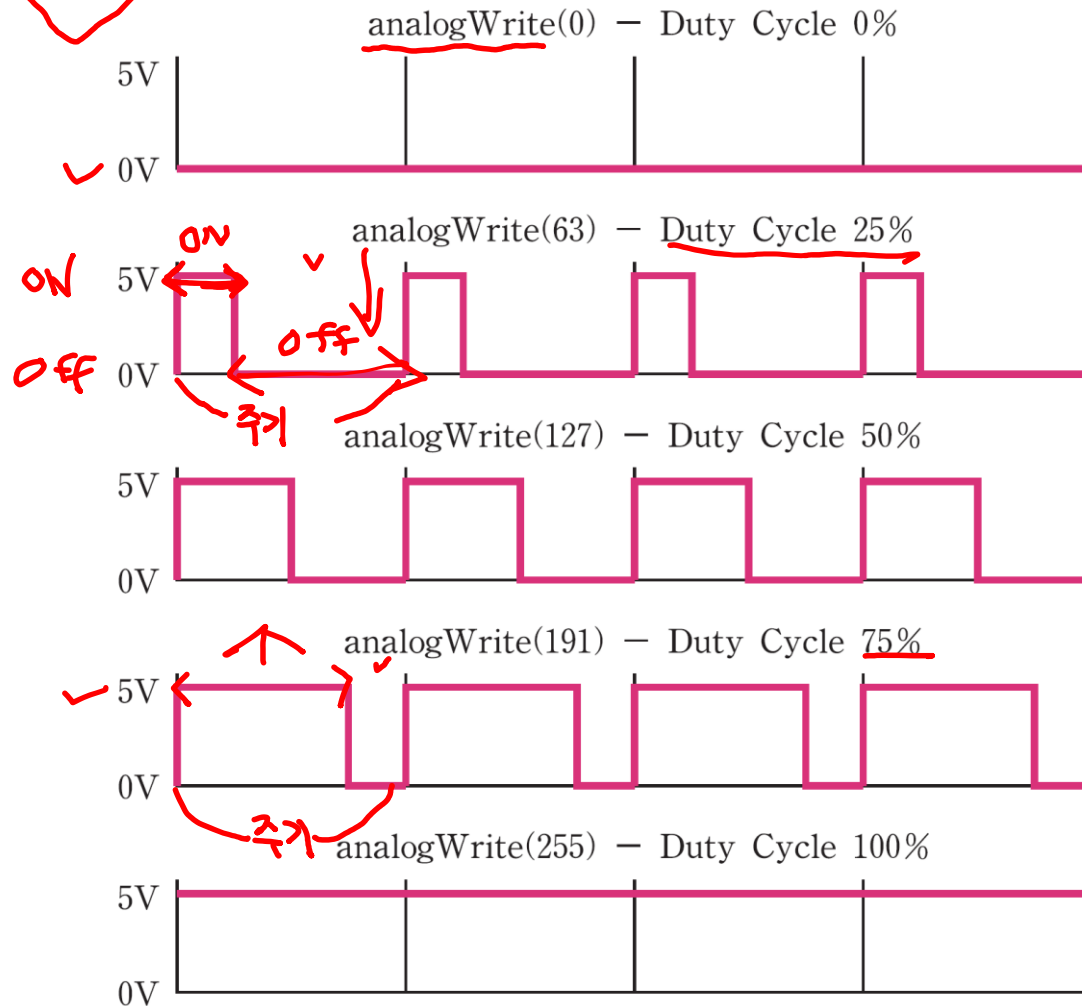 analogWrite(0) − Duty Cycle 0%
5V
0V
analogWrite(63) − Duty Cycle 25%
ON
ON 5V
off
off 0V
주기
analogWrite(127) − Duty Cycle 50%
5V
0V
analogWrite(191) − Duty Cycle 75%
5V
0V
주기
analogWrite(255) − Duty Cycle 100%
5V
0V